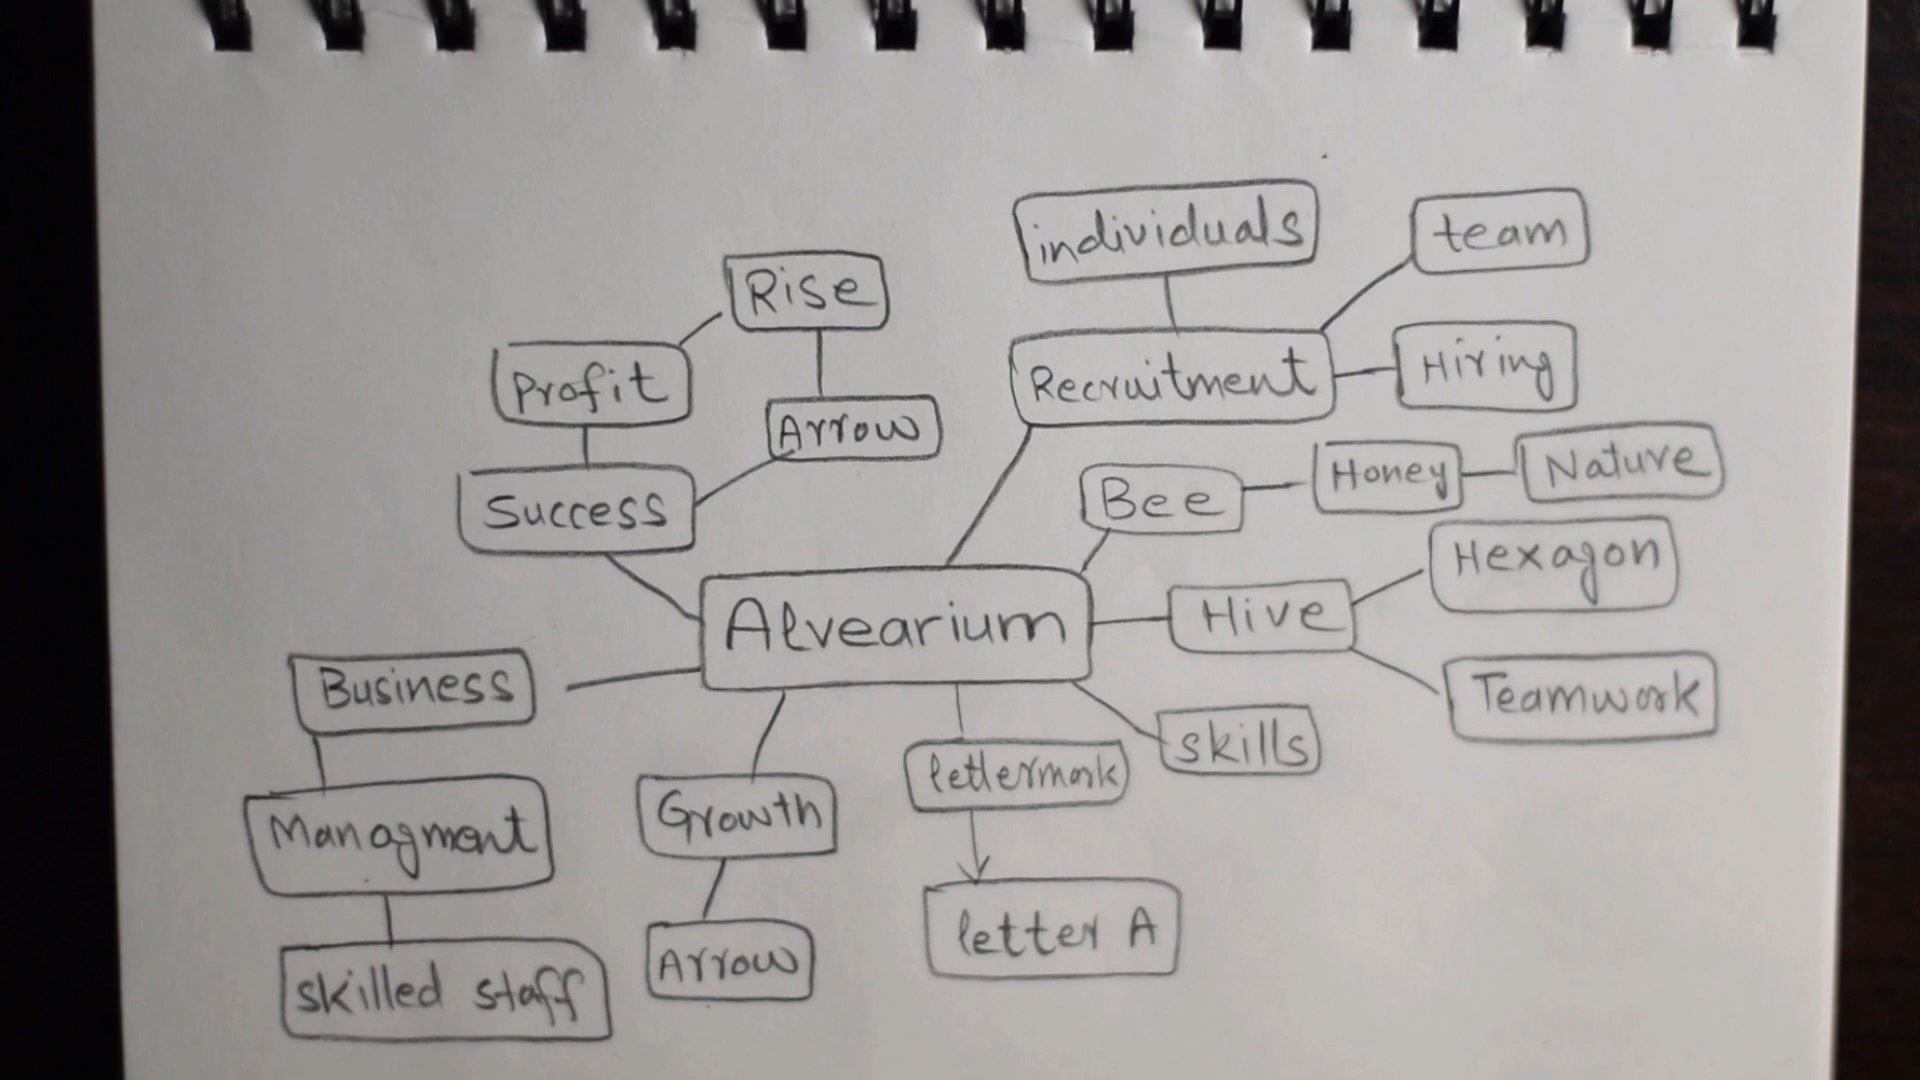 individuals
team
Rise
Profit
Recruitment
Hiring
Arrow
Success
Bee
Honey
Nature
Hexagon
Alvearium
Hive
Business
Teamwork
skills
lettermark
Managment
Growth
letter A
Arrow
skilled staff